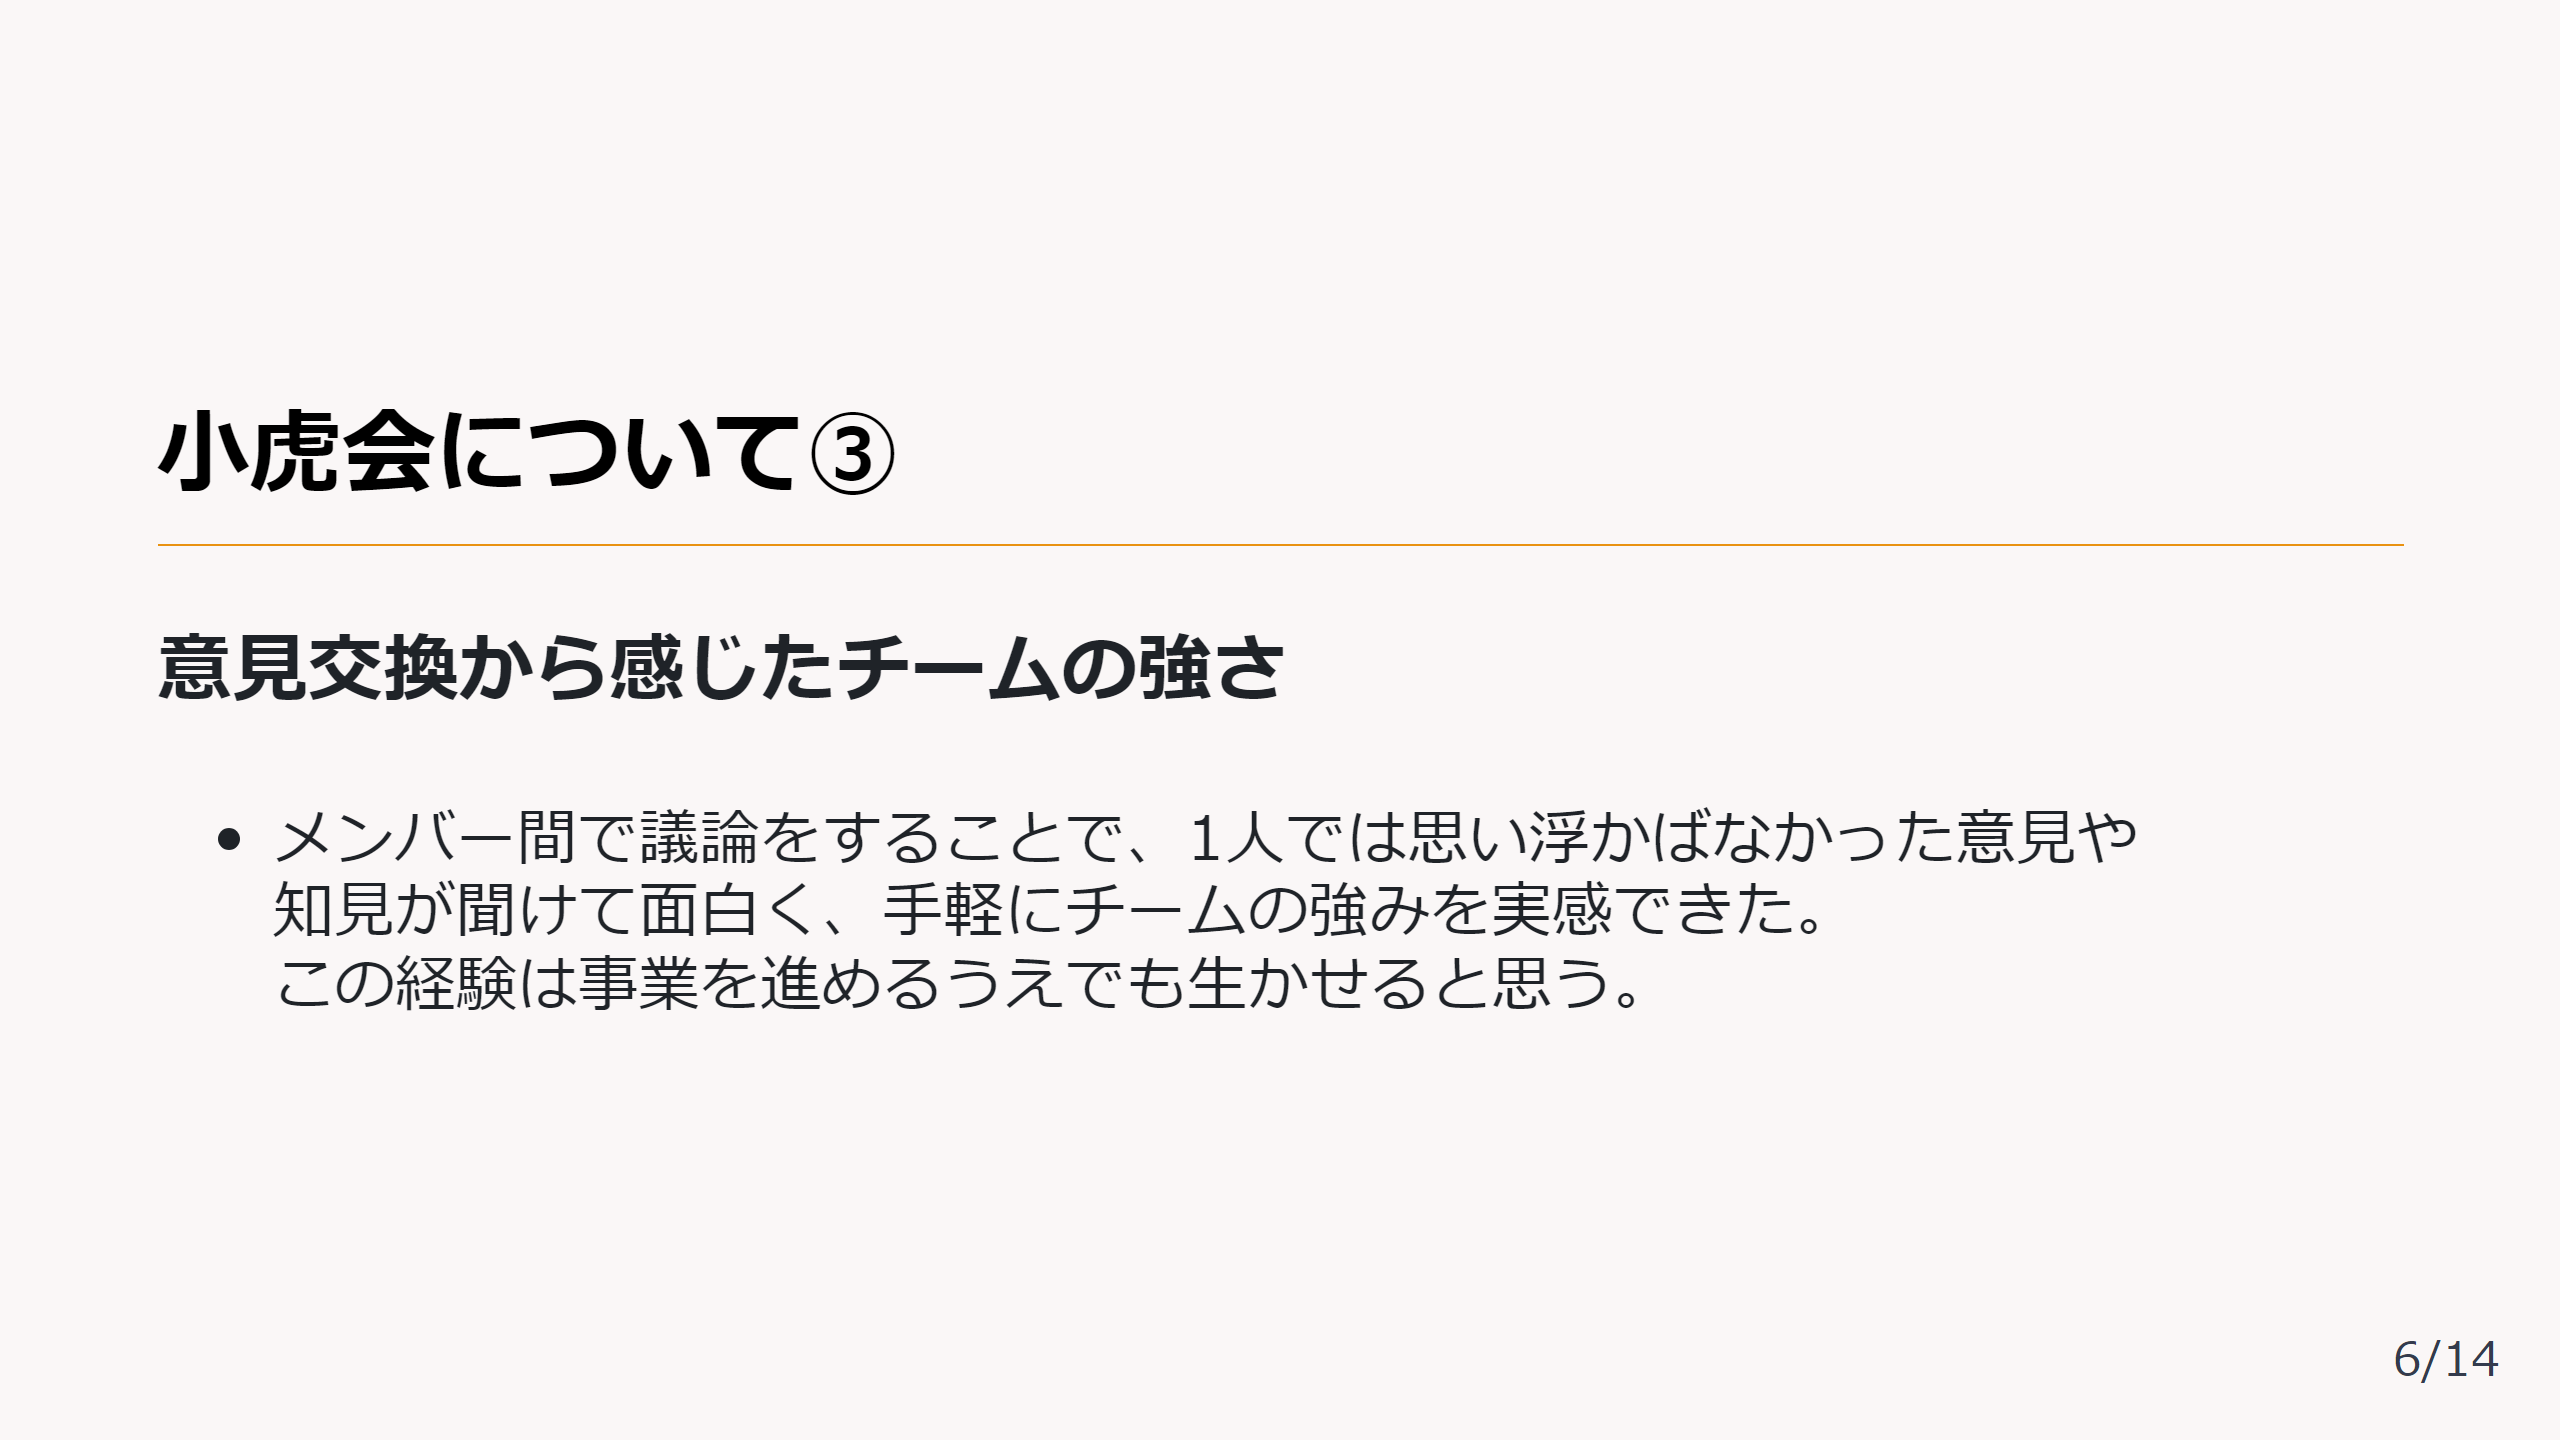 小虎会について③
意見交換から感じたチームの強さ
• メンバー間で議論をすることで、1人では思い浮かばなかった意見や
知見が聞けて面白く、手軽にチームの強みを実感できた。
この経験は事業を進めるうえでも生かせると思う。
6/14